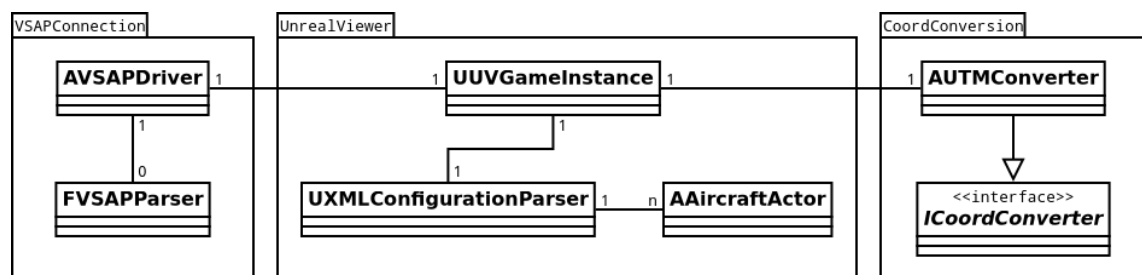 VSAPConnection
UnrealViewer
CoordConversion
AVSAPDriver
1
1
UUVGameInstance
1
1
AUTMConverter
1
1
0
1
FVSAPParser
UXMLConfigurationParser
1
n
AAircraftActor
<<interface>>
ICoordConverter